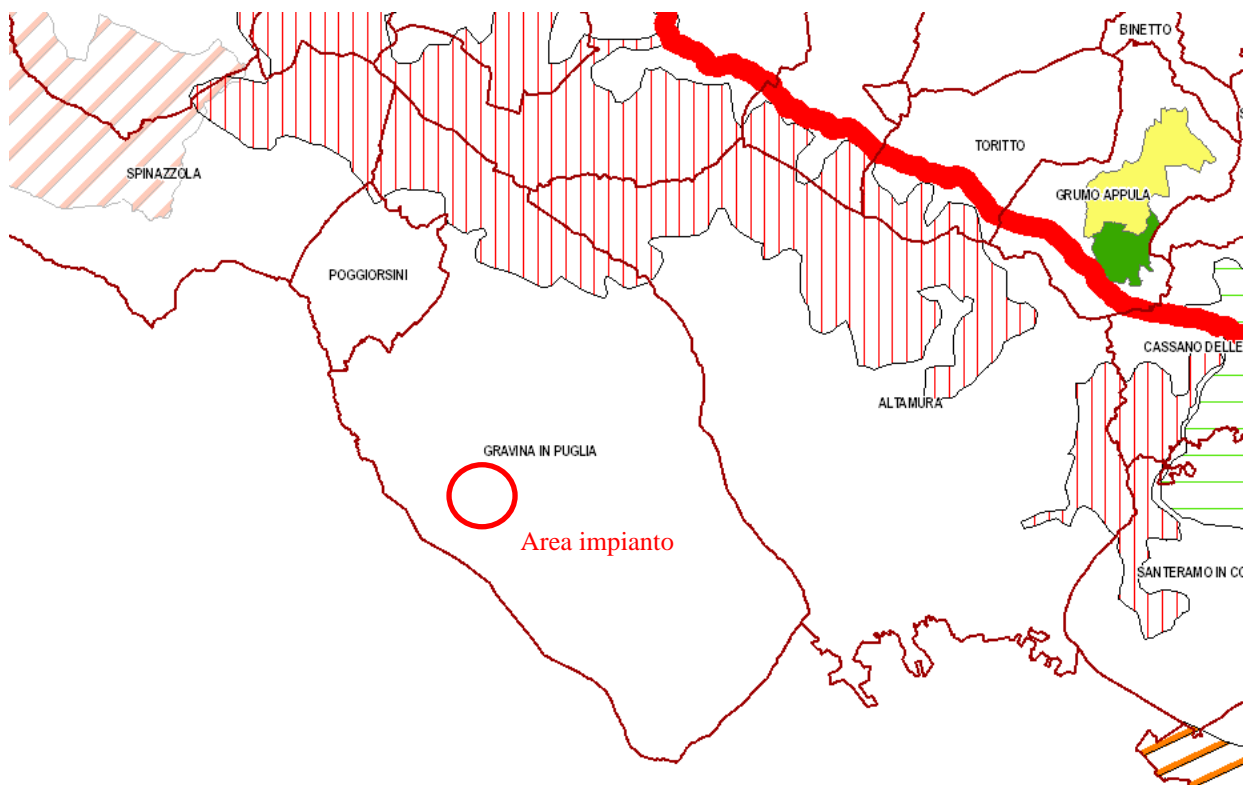 BINETTO
TORITTO
SPINAZZOLA
GRUMO APPULA
POGGIORSINI
CASSANO DELLE
ALTAMURA
GRAVINA IN PUGLIA
Area impianto
SANTERAMO IN CO